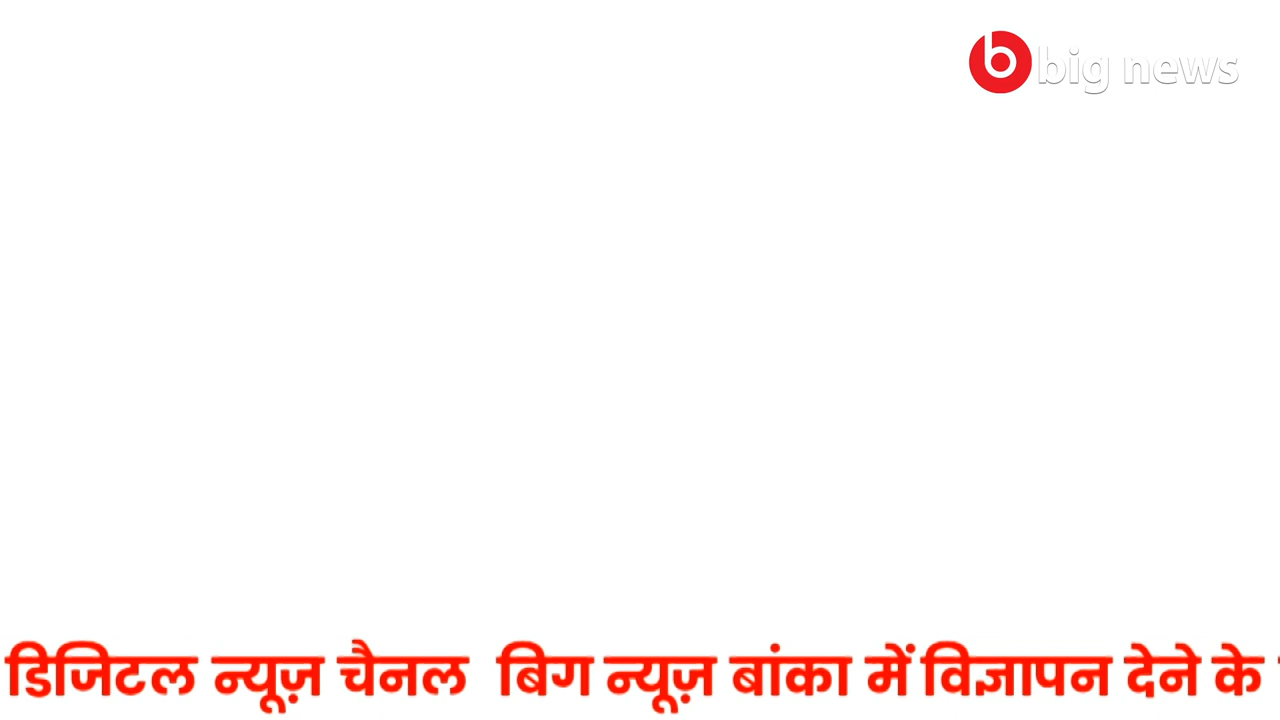 b big news
डिजिटल न्यूज़ चैनल बिग न्यूज़ बांका में विज्ञापन देने के